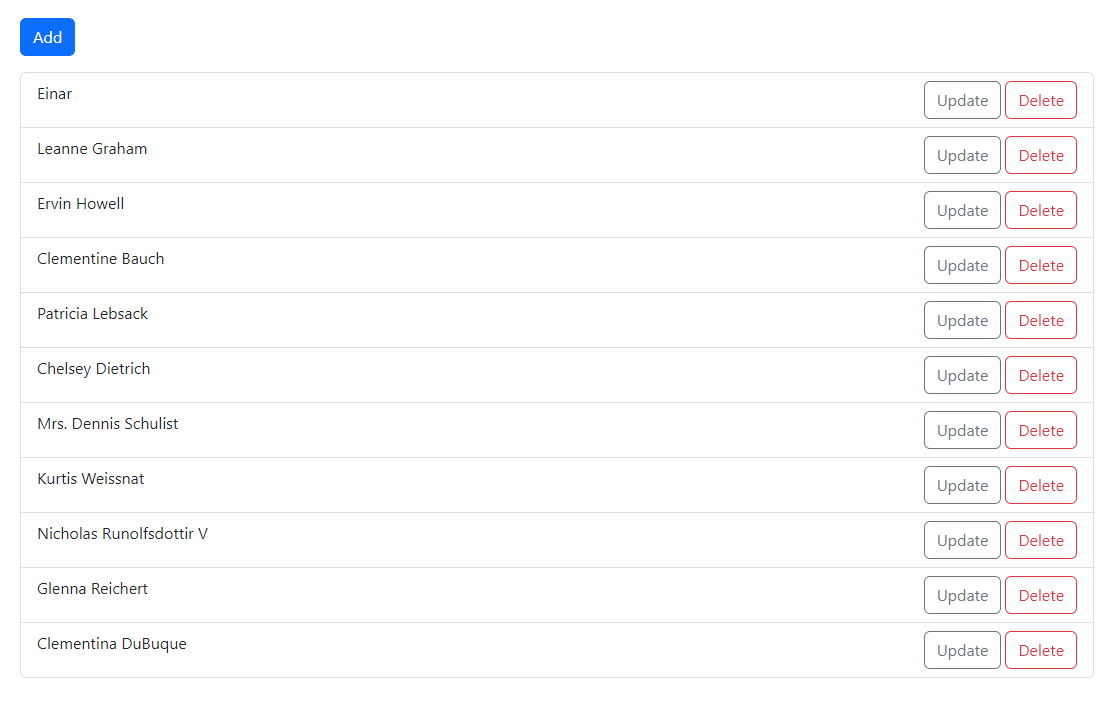 Add
Einar Update Delete
Leanne Graham Update Delete
Ervin Howell Update Delete
Clementine Bauch Update Delete
Patricia Lebsack Update Delete
Chelsey Dietrich Update Delete
Mrs. Dennis Schulist Update Delete
Kurtis Weissnat Update Delete
Nicholas Runolfsdottir V Update Delete
Glenna Reichert Update Delete
Clementina DuBuque Update Delete